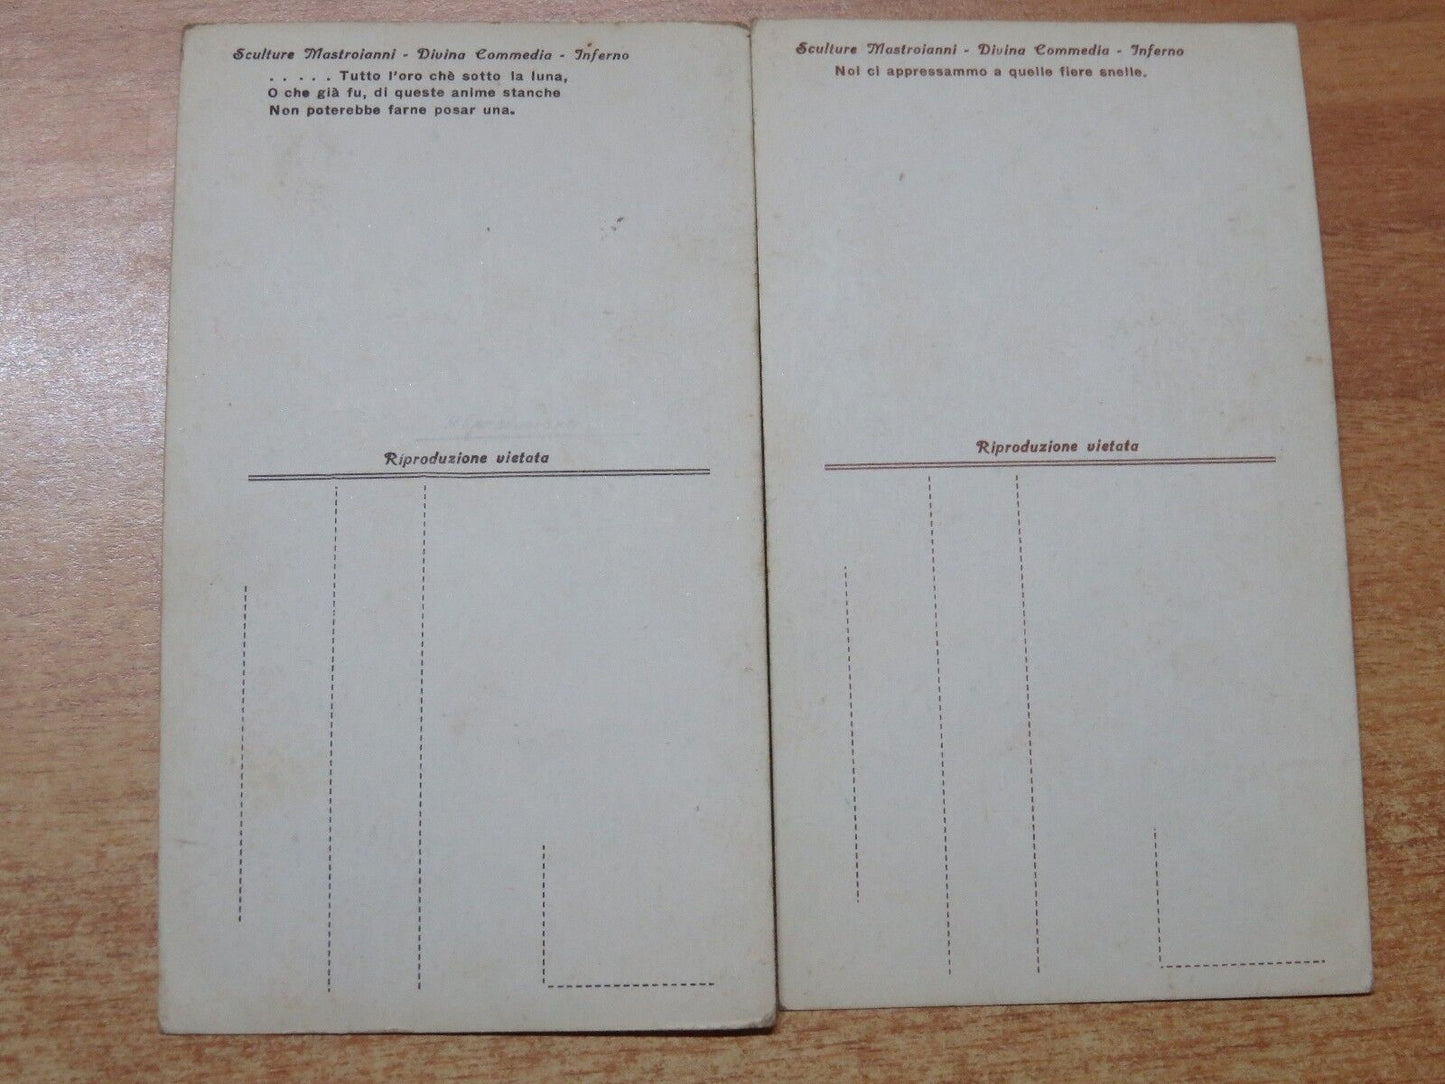 Sculture Mastroianni - Divina Commedia - Inferno
. . . . . Tutto l'oro chè sotto la luna,
O che già fu, di queste anime stanche
Non poterebbe farne posar una.
Riproduzione vietata
Sculture Mastroianni - Divina Commedia - Inferno
Noi ci appressammo a quelle fiere snelle.
Riproduzione vietata